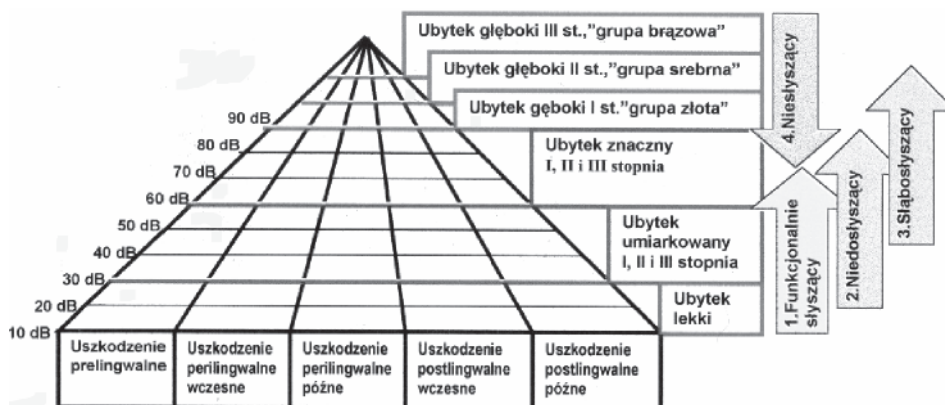 Ubytek głęboki III st.,"grupa brązowa”
Ubytek głęboki II st.,”grupa srebrna”
Ubytek gęboki I st.”grupa złota”
90 dB
80 dB
70 dB
60 dB
50 dB
40 dB
30 dB
20 dB
10 dB
Ubytek znaczny
I, II i III stopnia
Ubytek
umiarkowany
I, II i III stopnia
Ubytek
lekki
4.Niesłyszący
1.Funkcjonalnie
słyszący
2.Niedosłyszący
3.Słąbosłyszący
Uszkodzenie
prelingwalne
Uszkodzenie
perilingwalne
wczesne
Uszkodzenie
perilingwalne
późne
Uszkodzenie
postlingwalne
wczesne
Uszkodzenie
postlingwalne
późne